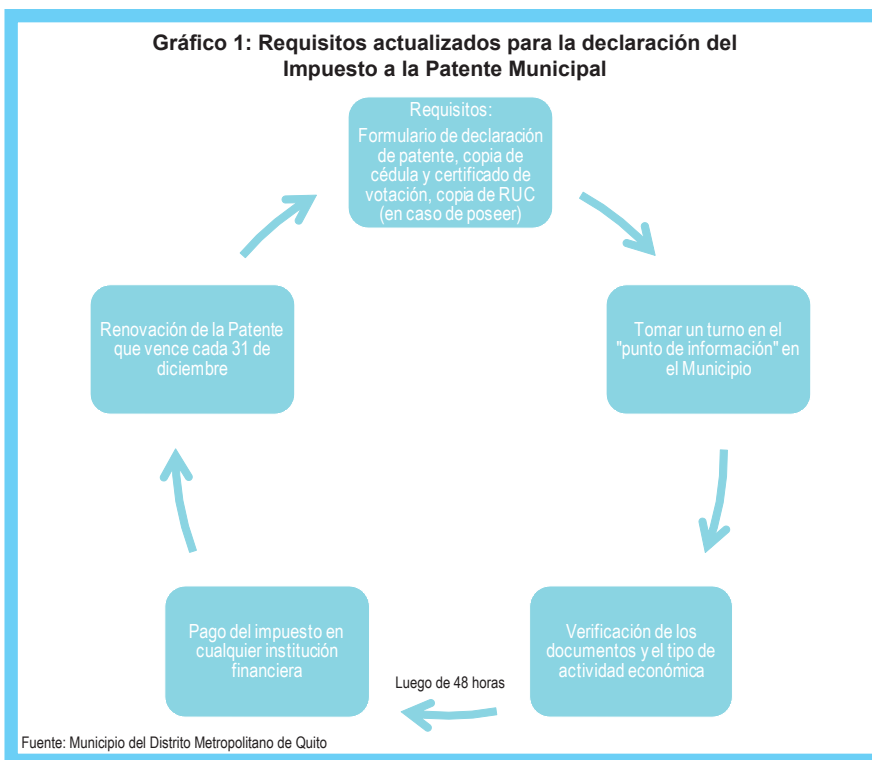 Gráfico 1: Requisitos actualizados para la declaración del
Impuesto a la Patente Municipal
Requisitos:
Formulario de declaración
de patente, copia de
cédula y certificado de
votación, copia de RUC
(en caso de poseer)
Tomar un turno en el
"punto de información" en
el Municipio
Verificación de los
documentos y el tipo de
actividad económica
Luego de 48 horas
Pago del impuesto en
cualquier institución
financiera
Renovación de la Patente
que vence cada 31 de
diciembre
Fuente: Municipio del Distrito Metropolitano de Quito